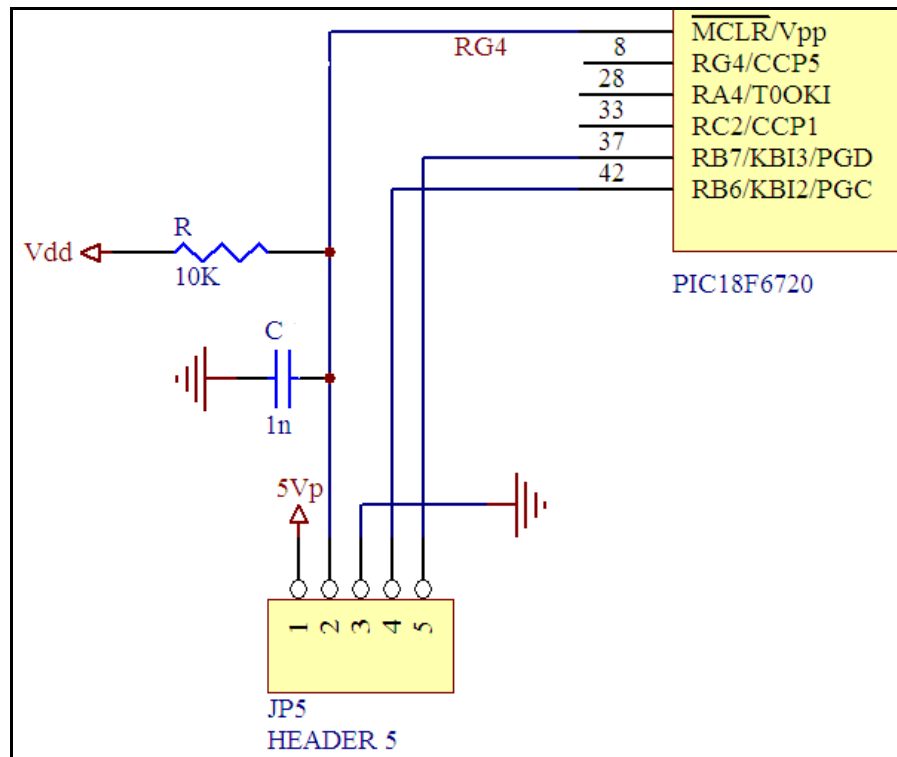 MCLR/Vpp
RG4
8
RG4/CCP5
28
RA4/T0OKI
33
RC2/CCP1
37
RB7/KBI3/PGD
42
RB6/KBI2/PGC
PIC18F6720
R
Vdd
10K
C
1n
5Vp
1 2 3 4 5
JP5
HEADER 5